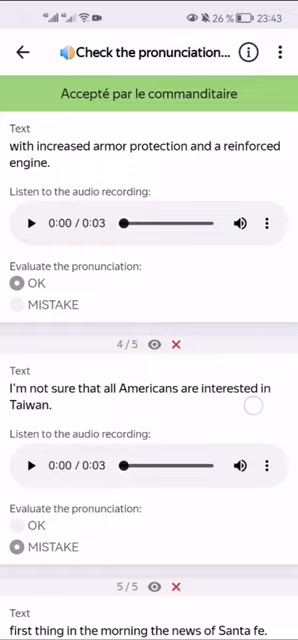 26 % 23:43
🔊Check the pronunciation...
Accepté par le commanditaire
Text
with increased armor protection and a reinforced
engine.
Listen to the audio recording:
0:00 / 0:03
Evaluate the pronunciation:
OK
MISTAKE
4 / 5
Text
I'm not sure that all Americans are interested in
Taiwan.
Listen to the audio recording:
0:00 / 0:03
Evaluate the pronunciation:
OK
MISTAKE
5 / 5
Text
first thing in the morning the news of Santa fe.